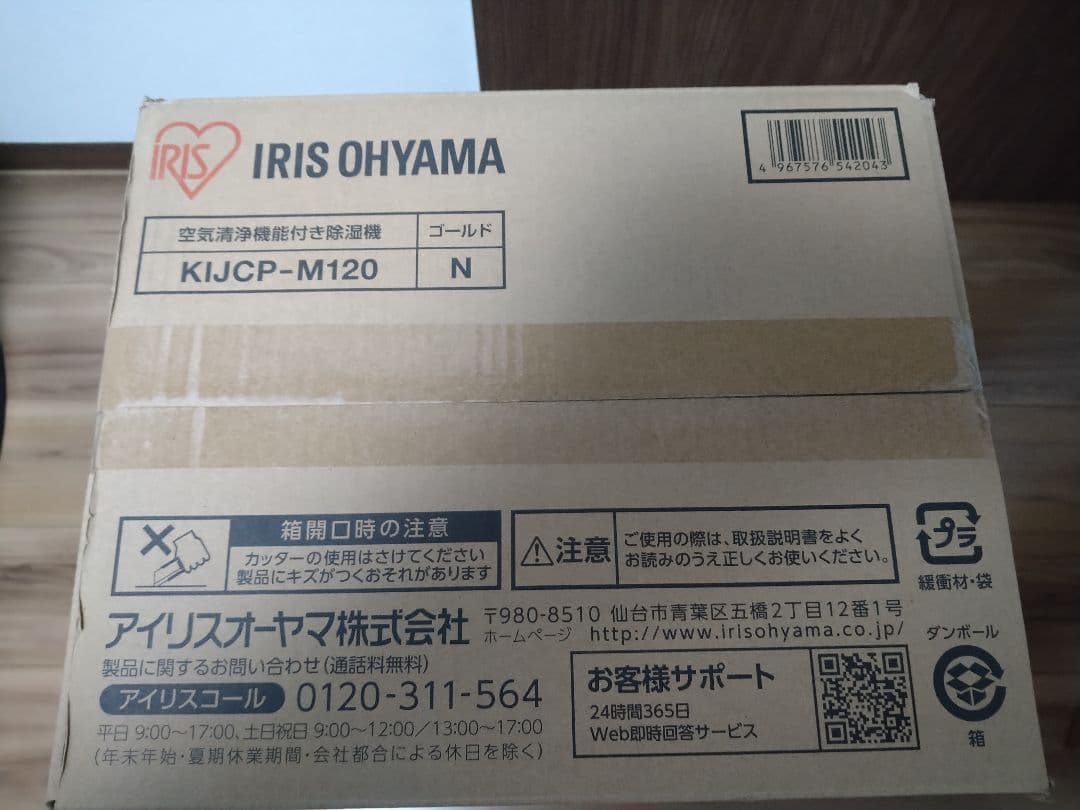 IRIS
IRIS OHYAMA
4 967576 542043
空気清浄機能付き除湿機 ゴールド
KIJCP-M120 N
箱開口時の注意
カッターの使用はさけてください
製品にキズがつくおそれがあります
注意
ご使用の際は、取扱説明書をよく
お読みのうえ正しくお使いください。
プラ
緩衝材・袋
アイリスオーヤマ株式会社
〒980-8510 仙台市青葉区五橋2丁目12番1号
ホームページ http://www.irisohyama.co.jp/
製品に関するお問い合わせ(通話料無料)
アイリスコール 0120-311-564
平日 9:00~17:00、土日祝日 9:00~12:00/13:00~17:00
(年末年始・夏期休業期間・会社都合による休日を除く)
お客様サポート
24時間365日
Web即時回答サービス
ダンボール
箱